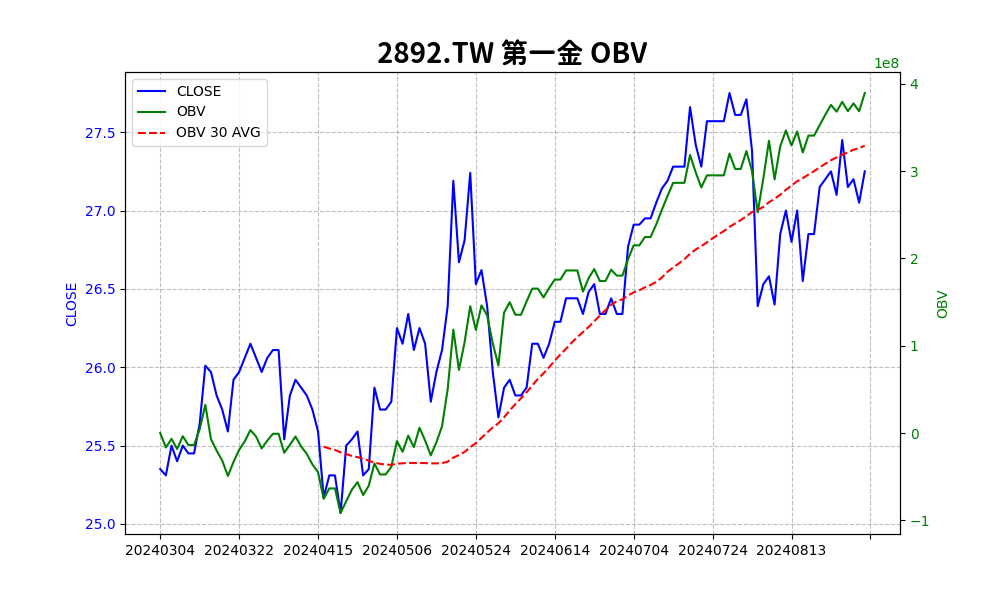 2892.TW 第一金 OBV
1e8
CLOSE
OBV
OBV 30 AVG
27.5
27.0
26.5
26.0
25.5
25.0
CLOSE
4
3
2
1
0
−1
OBV
20240304 20240322 20240415 20240506 20240524 20240614 20240704 20240724 20240813